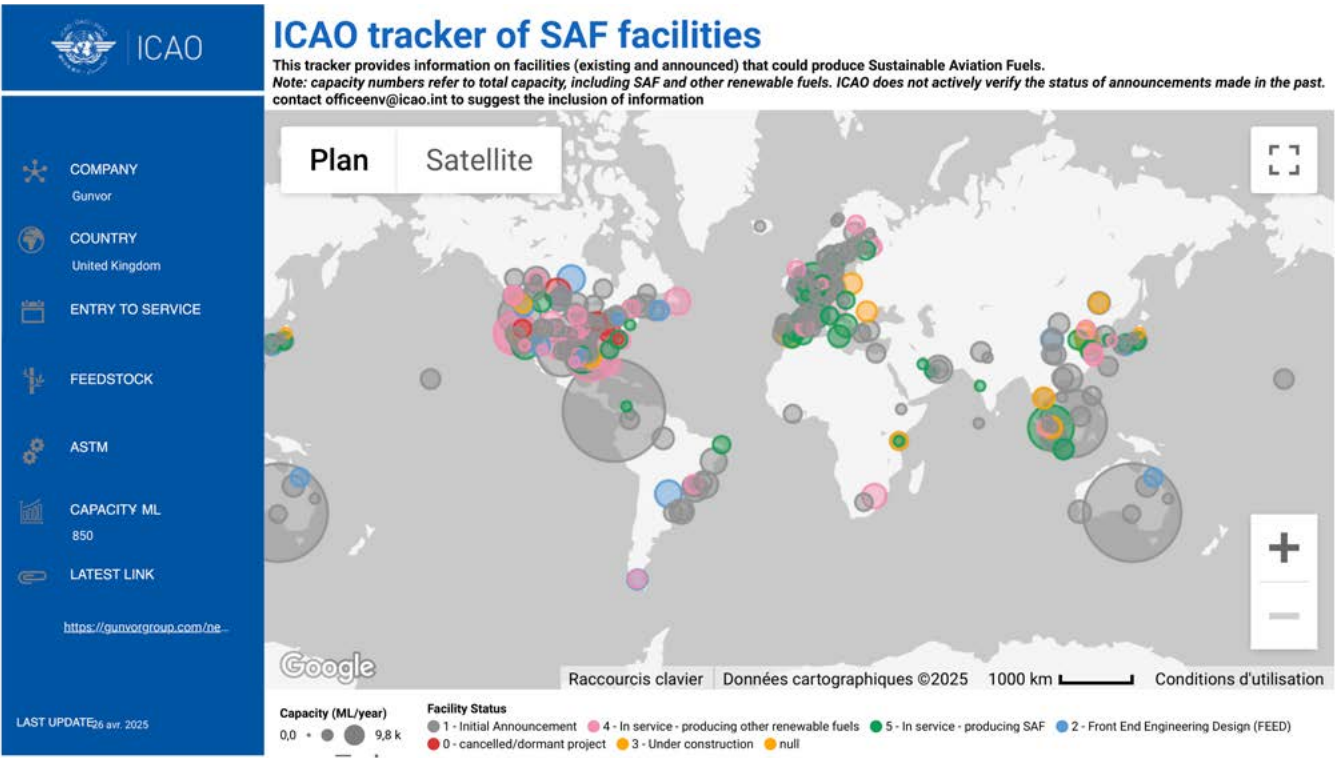 ICAO
ICAO tracker of SAF facilities
This tracker provides information on facilities (existing and announced) that could produce Sustainable Aviation Fuels.
Note: capacity numbers refer to total capacity, including SAF and other renewable fuels. ICAO does not actively verify the status of announcements made in the past.
contact officeenv@icao.int to suggest the inclusion of information
COMPANY
Gunvor
COUNTRY
United Kingdom
ENTRY TO SERVICE
FEEDSTOCK
ASTM
CAPACITY ML
850
LATEST LINK
https://gunvorgroup.com/ne...
LAST UPDATE 26 avr. 2025
Plan Satellite
Google
Raccourcis clavier Données cartographiques ©2025 1000 km Conditions d'utilisation
Capacity (ML/year)
0,0 9,8 k
Facility Status
1 - Initial Announcement 4 - In service - producing other renewable fuels 5 - In service - producing SAF 2 - Front End Engineering Design (FEED)
0 - cancelled/dormant project 3 - Under construction null